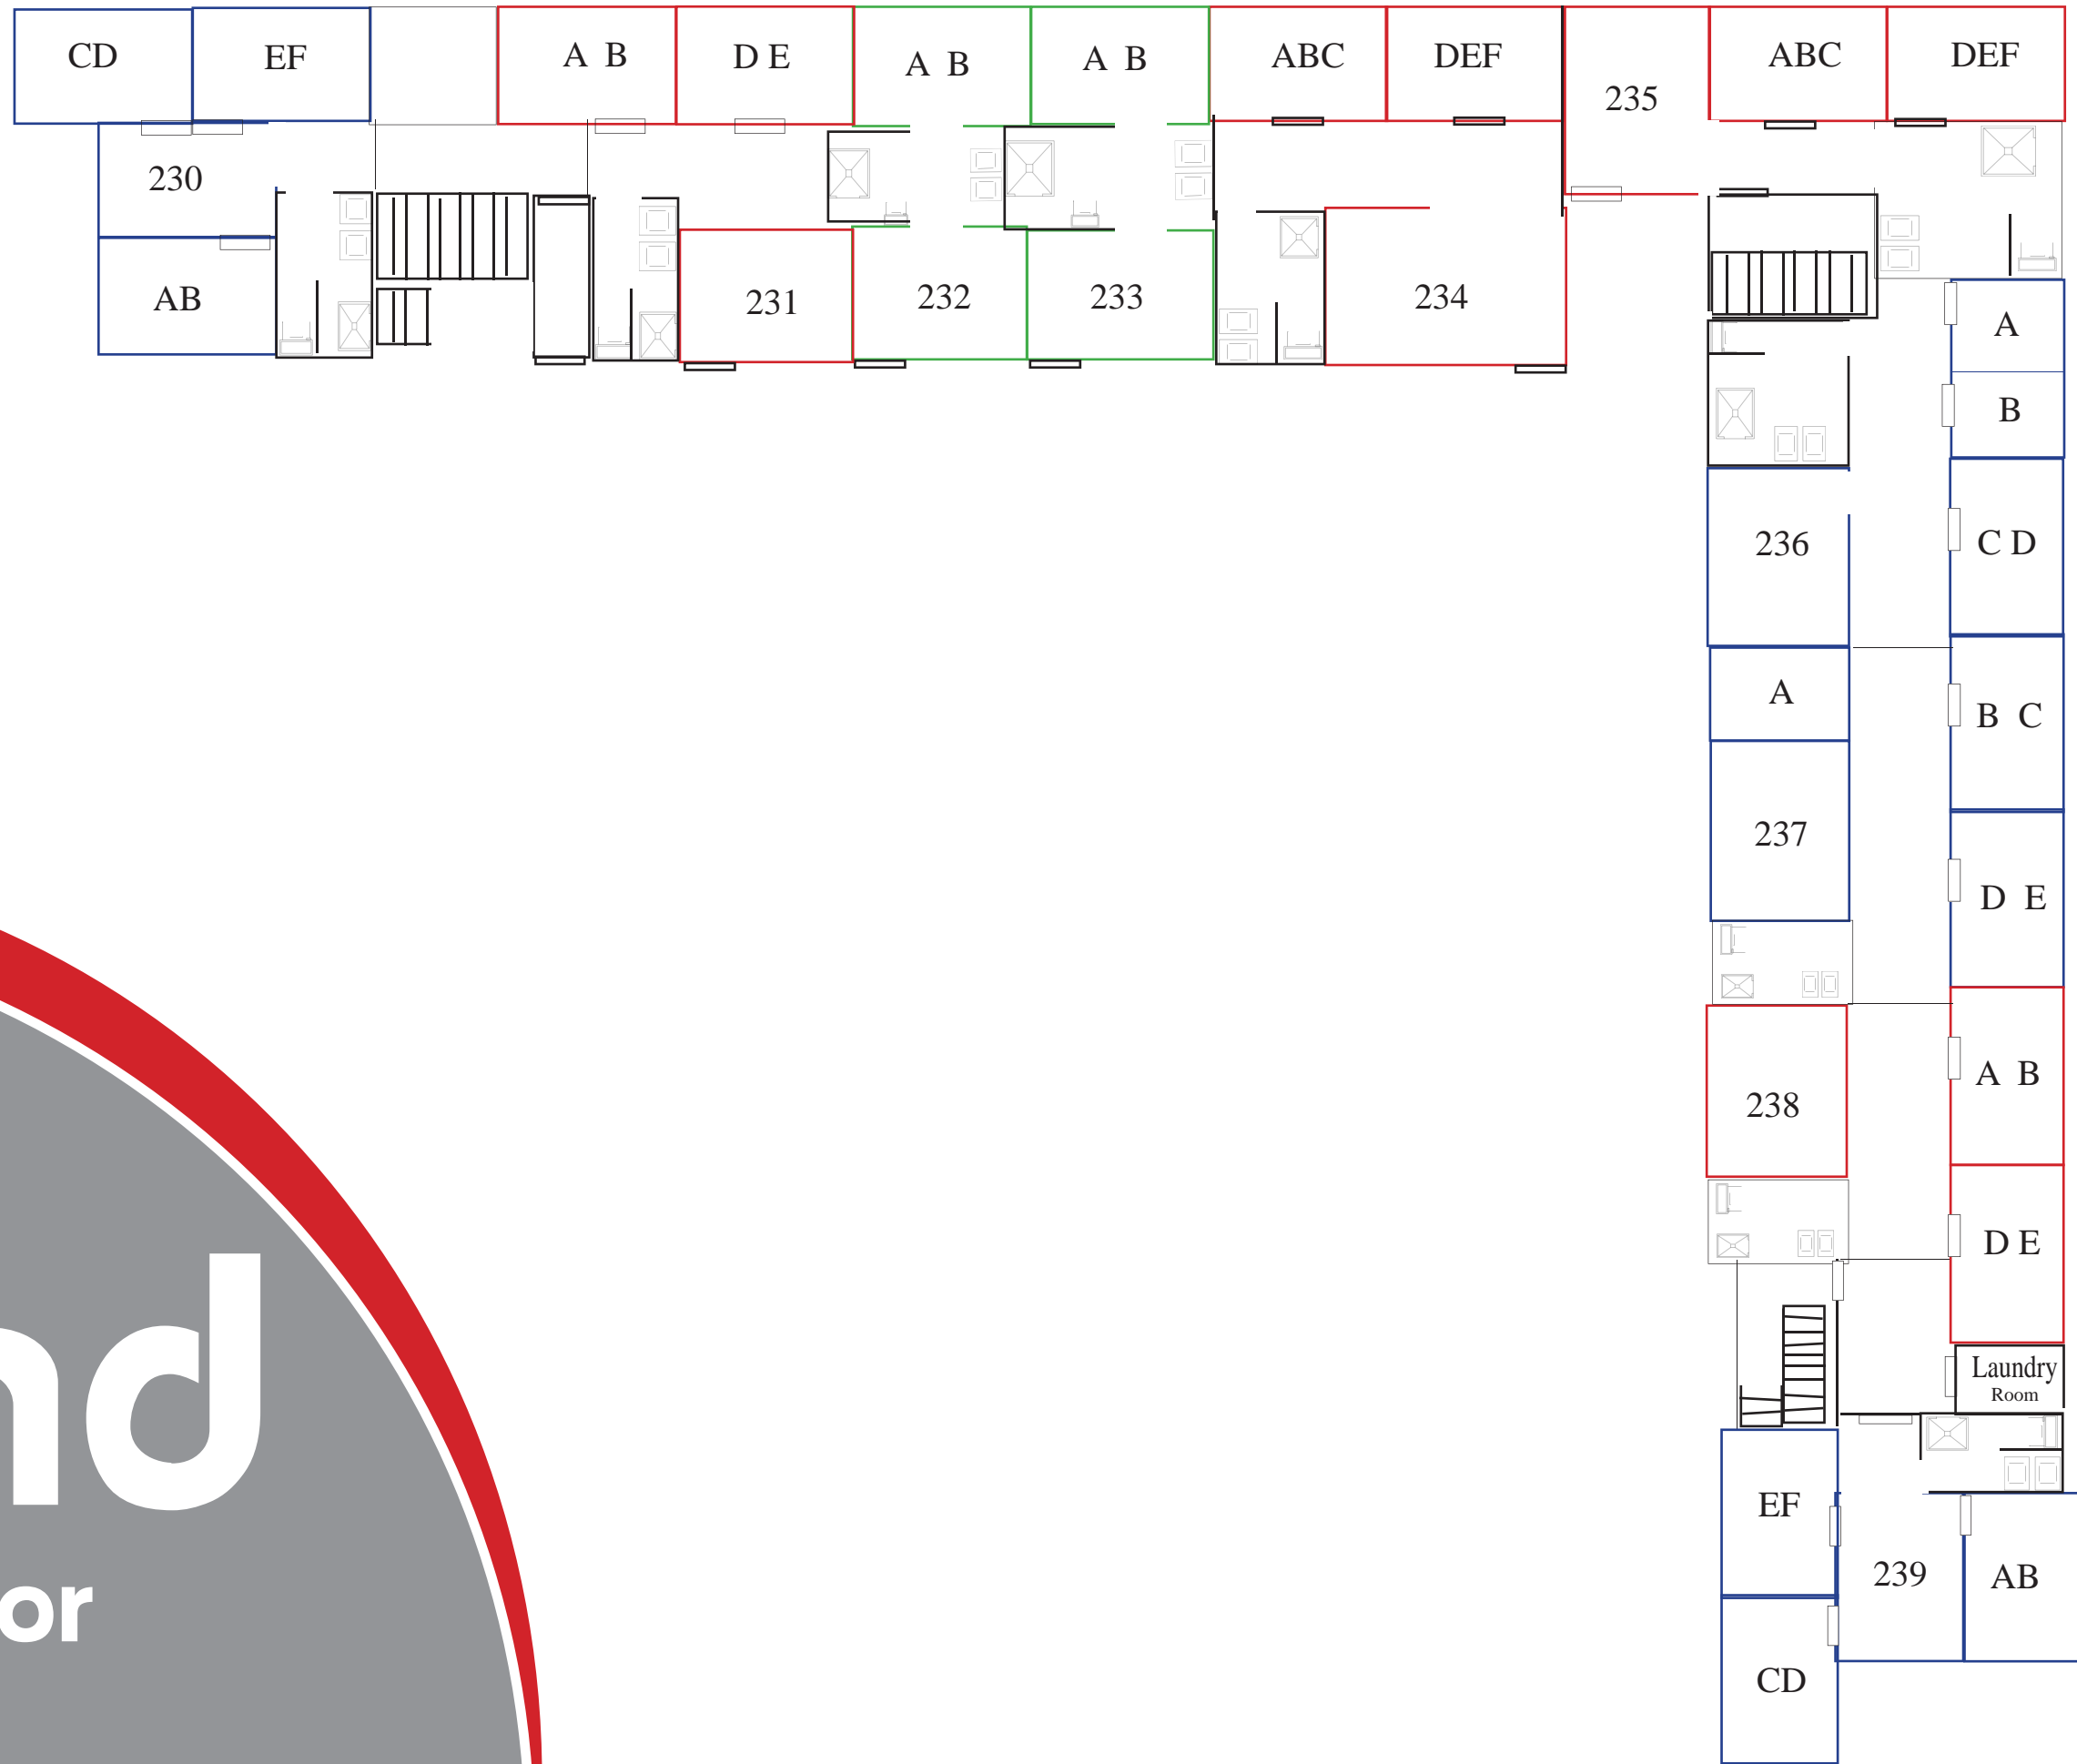 CD
EF
A B
D E
A B
A B
ABC
DEF
235
ABC
DEF
230
AB
231
232
233
234
A
B
236
C D
A
B C
237
D E
238
A B
D E
Laundry
Room
EF
239
AB
CD
nd
or